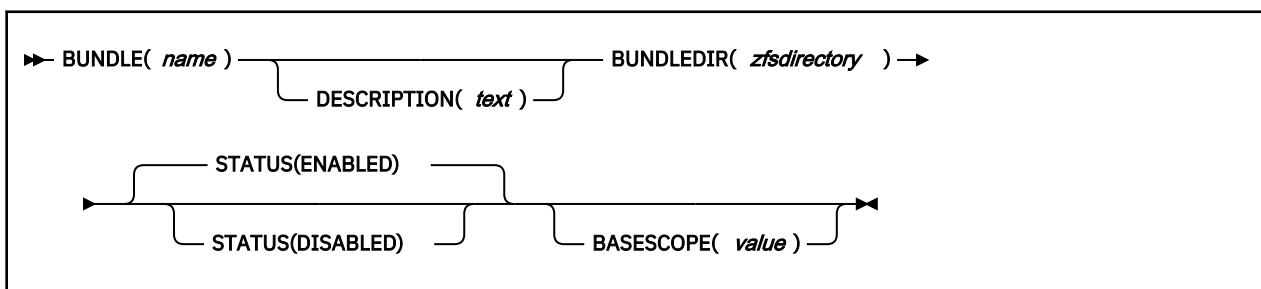 BUNDLE( name ) BUNDLEDIR( zfsdirectory )
DESCRIPTION( text )
STATUS(ENABLED)
STATUS(DISABLED) BASESCOPE( value )